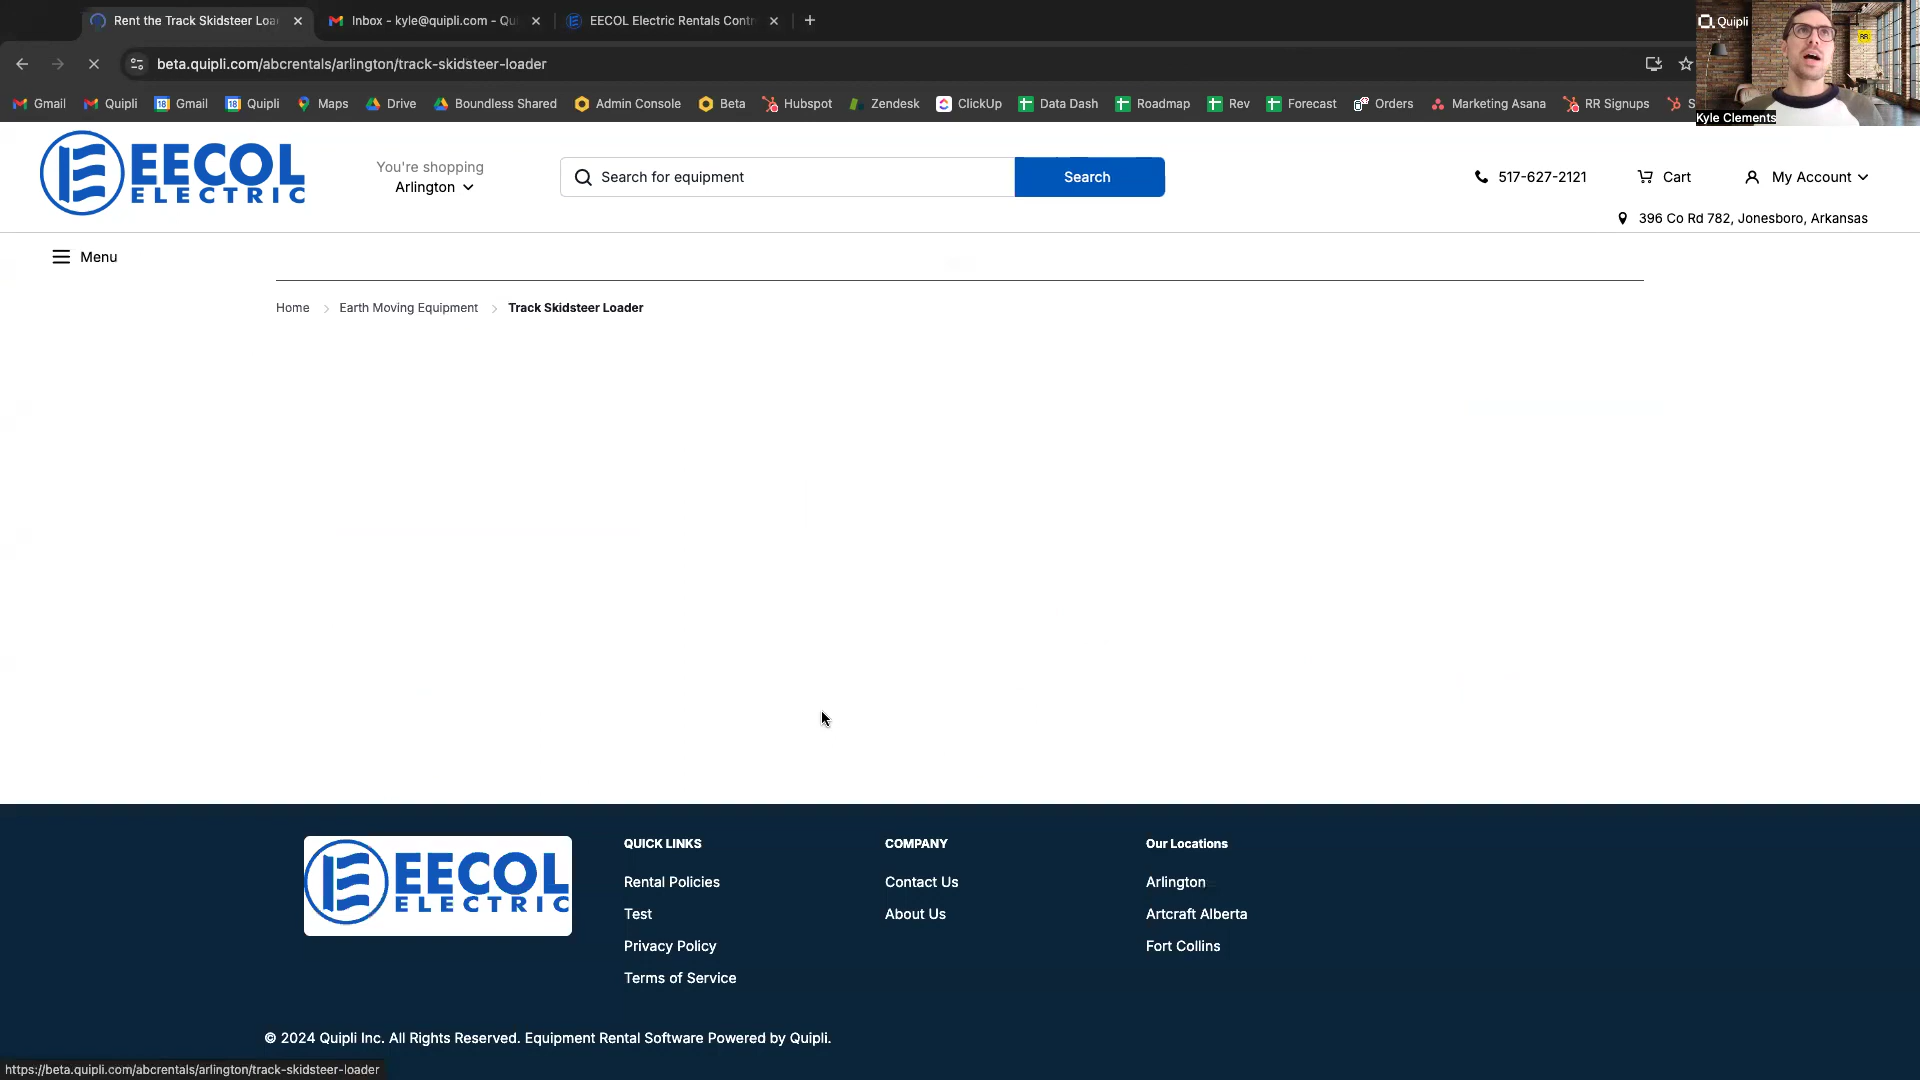 Rent the Track Skidsteer Loa
Inbox - kyle@quipli.com - Qu
EECOL Electric Rentals Contr
Quipli
beta.quipli.com/abcrentals/arlington/track-skidsteer-loader
Gmail
Quipli
Gmail
Quipli
Maps
Drive
Boundless Shared
Admin Console
Beta
Hubspot
Zendesk
ClickUp
Data Dash
Roadmap
Rev
Forecast
Orders
Marketing Asana
RR Signups
S
Kyle Clements
EECOL
ELECTRIC
You're shopping
Arlington
Search for equipment
Search
517-627-2121
Cart
My Account
396 Co Rd 782, Jonesboro, Arkansas
Menu
Home
Earth Moving Equipment
Track Skidsteer Loader
EECOL
ELECTRIC
QUICK LINKS
Rental Policies
Test
Privacy Policy
Terms of Service
COMPANY
Contact Us
About Us
Our Locations
Arlington
Artcraft Alberta
Fort Collins
© 2024 Quipli Inc. All Rights Reserved. Equipment Rental Software Powered by Quipli.
https://beta.quipli.com/abcrentals/arlington/track-skidsteer-loader